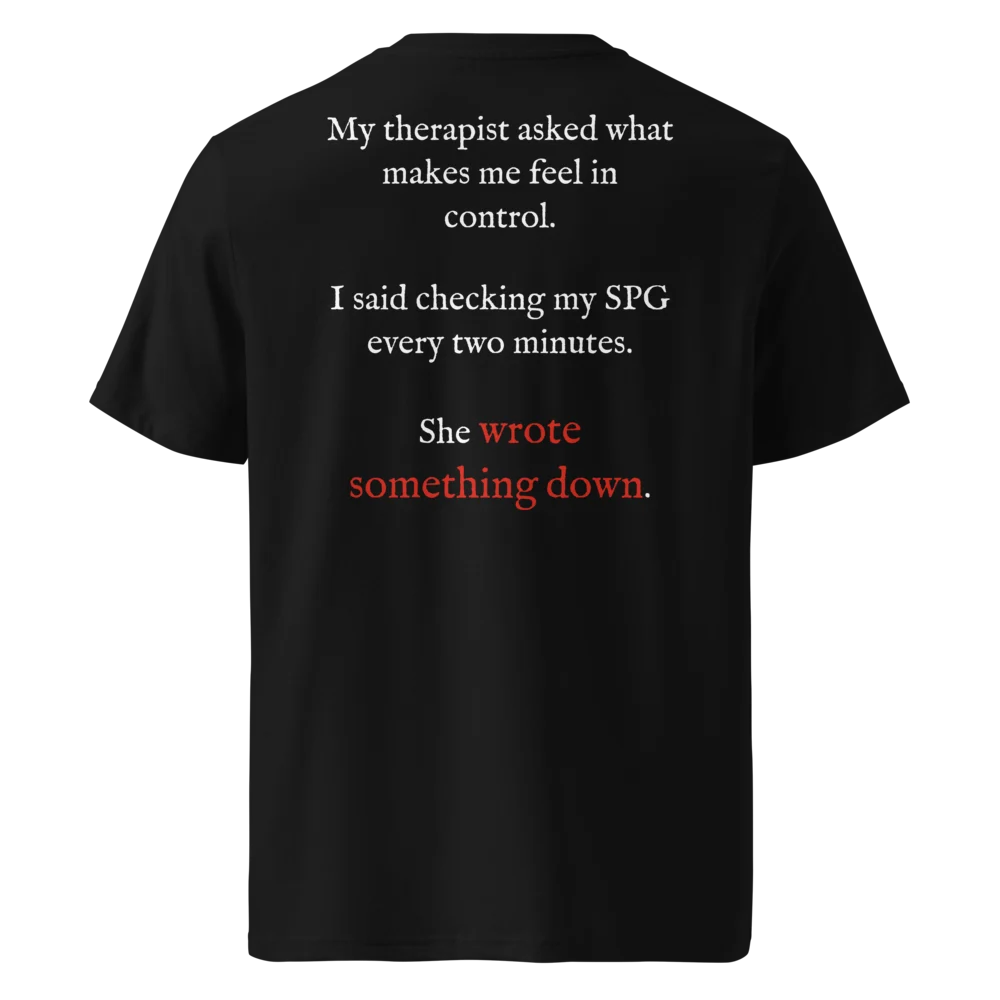 My therapist asked what
makes me feel in
control.
I said checking my SPG
every two minutes.
She wrote
something down.